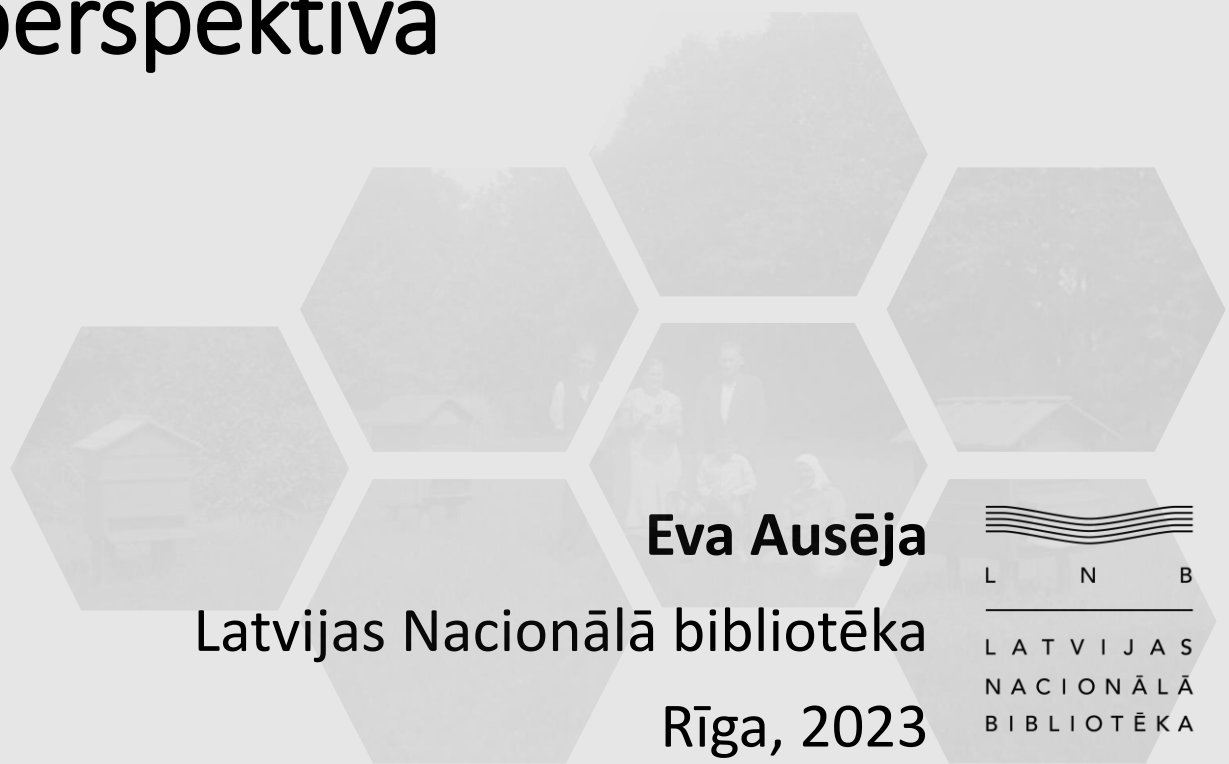 perspektīva
Eva Ausēja
Latvijas Nacionālā bibliotēka
Rīga, 2023
L N B
LATVIJAS
NACIONĀLĀ
BIBLIOTĒKA